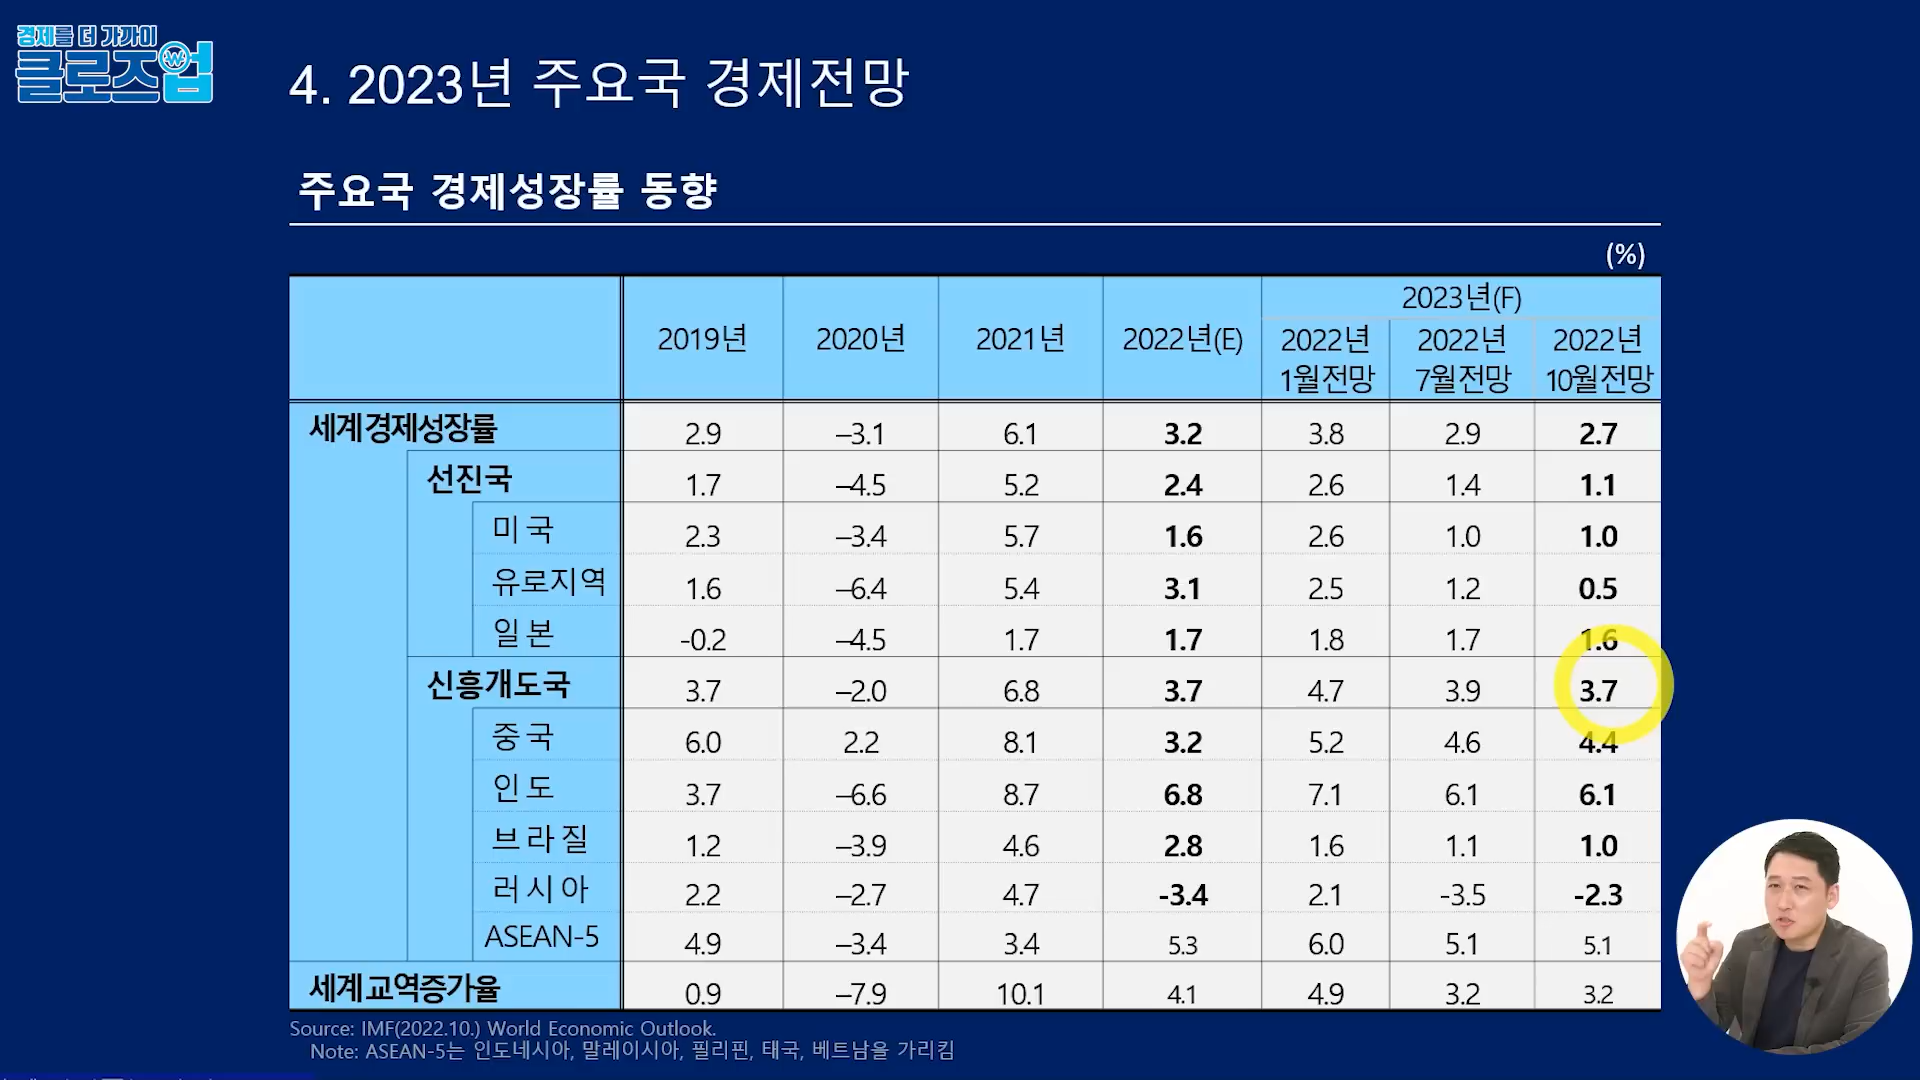 경제를 더 가까이
클로즈업
4. 2023년 주요국 경제전망
주요국 경제성장률 동향
(%)
2019년 2020년 2021년 2022년(E) 2023년(F)
2022년 1월전망 2022년 7월전망 2022년 10월전망
세계경제성장률 2.9 –3.1 6.1 3.2 3.8 2.9 2.7
선진국 1.7 –4.5 5.2 2.4 2.6 1.4 1.1
미국 2.3 –3.4 5.7 1.6 2.6 1.0 1.0
유로지역 1.6 –6.4 5.4 3.1 2.5 1.2 0.5
일본 -0.2 –4.5 1.7 1.7 1.8 1.7 1.6
신흥개도국 3.7 –2.0 6.8 3.7 4.7 3.9 3.7
중국 6.0 2.2 8.1 3.2 5.2 4.6 4.4
인도 3.7 –6.6 8.7 6.8 7.1 6.1 6.1
브라질 1.2 –3.9 4.6 2.8 1.6 1.1 1.0
러시아 2.2 –2.7 4.7 -3.4 2.1 -3.5 -2.3
ASEAN-5 4.9 –3.4 3.4 5.3 6.0 5.1 5.1
세계교역증가율 0.9 –7.9 10.1 4.1 4.9 3.2 3.2
Source: IMF(2022.10.) World Economic Outlook.
Note: ASEAN-5는 인도네시아, 말레이시아, 필리핀, 태국, 베트남을 가리킴